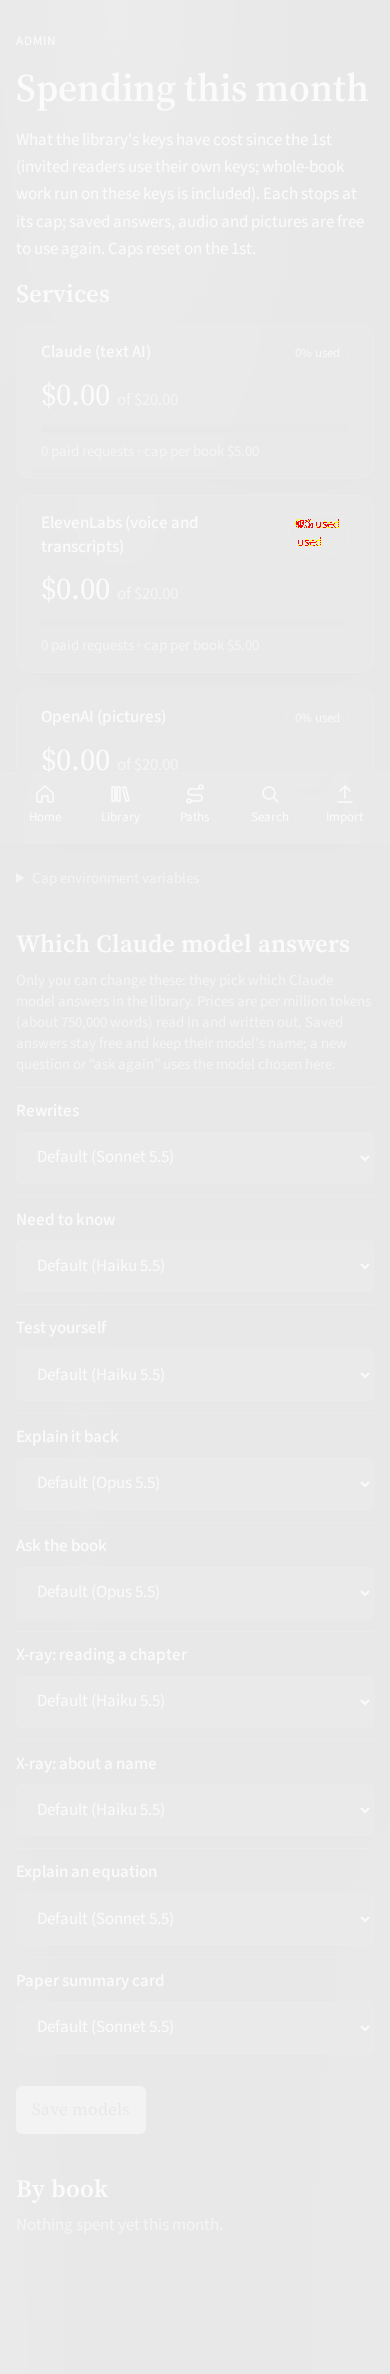 ADMIN
Spending this month
What the library's keys have cost since the 1st
(invited readers use their own keys; whole-book
work run on these keys is included). Each stops at
its cap; saved answers, audio and pictures are free
to use again. Caps reset on the 1st.
Services
Claude (text AI)
0% used
$0.00 of $20.00
0 paid requests · cap per book $5.00
ElevenLabs (voice and
transcripts)
used
used
$0.00 of $20.00
0 paid requests · cap per book $5.00
OpenAI (pictures)
0% used
$0.00 of $20.00
Home
Library
Paths
Search
Import
Cap environment variables
Which Claude model answers
Only you can change these: they pick which Claude
model answers in the library. Prices are per million tokens
(about 750,000 words) read in and written out. Saved
answers stay free and keep their model's name; a new
question or “ask again” uses the model chosen here.
Rewrites
Default (Sonnet 5.5)
Need to know
Default (Haiku 5.5)
Test yourself
Default (Haiku 5.5)
Explain it back
Default (Opus 5.5)
Ask the book
Default (Opus 5.5)
X-ray: reading a chapter
Default (Haiku 5.5)
X-ray: about a name
Default (Haiku 5.5)
Explain an equation
Default (Sonnet 5.5)
Paper summary card
Default (Sonnet 5.5)
Save models
By book
Nothing spent yet this month.